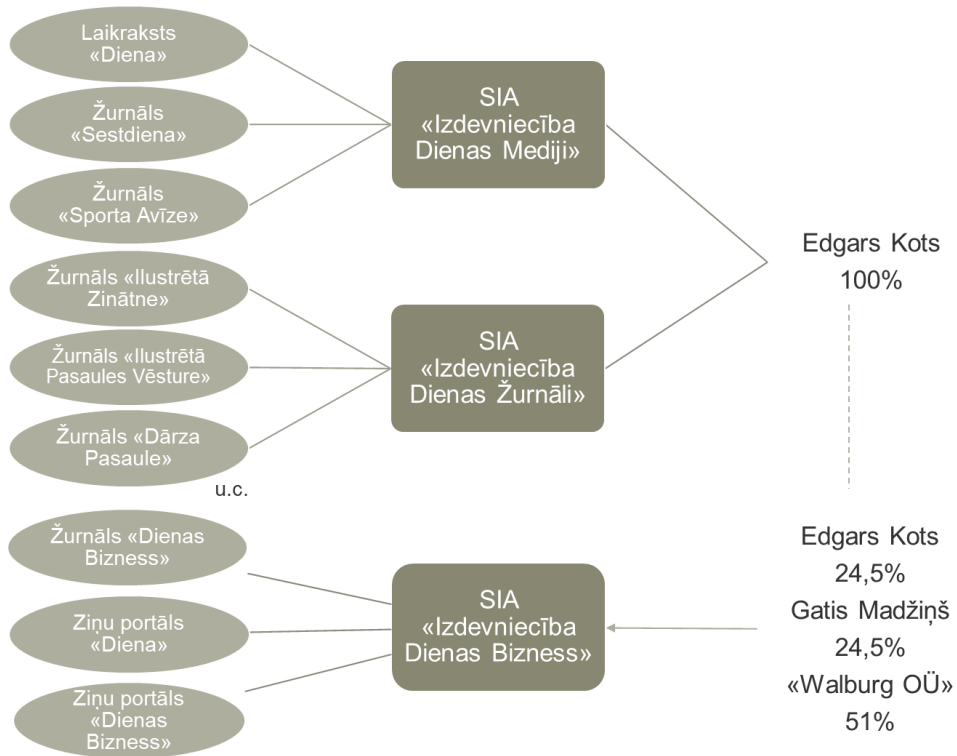 Laikraksts
«Diena»
Žurnāls
«Sestdiena»
Žurnāls
«Sporta Avīze»
Žurnāls «Ilustrētā
Zinātne»
Žurnāls «Ilustrētā
Pasaules Vēsture»
Žurnāls «Dārza
Pasaule»
u.c.
Žurnāls «Dienas
Bizness»
Ziņu portāls
«Diena»
Ziņu portāls
«Dienas
Bizness»
SIA
«Izdevniecība
Dienas Mediji»
SIA
«Izdevniecība
Dienas Žurnāli»
SIA
«Izdevniecība
Dienas Bizness»
Edgars Kots
100%
Edgars Kots
24,5%
Gatis Madžiņš
24,5%
«Walburg OÜ»
51%